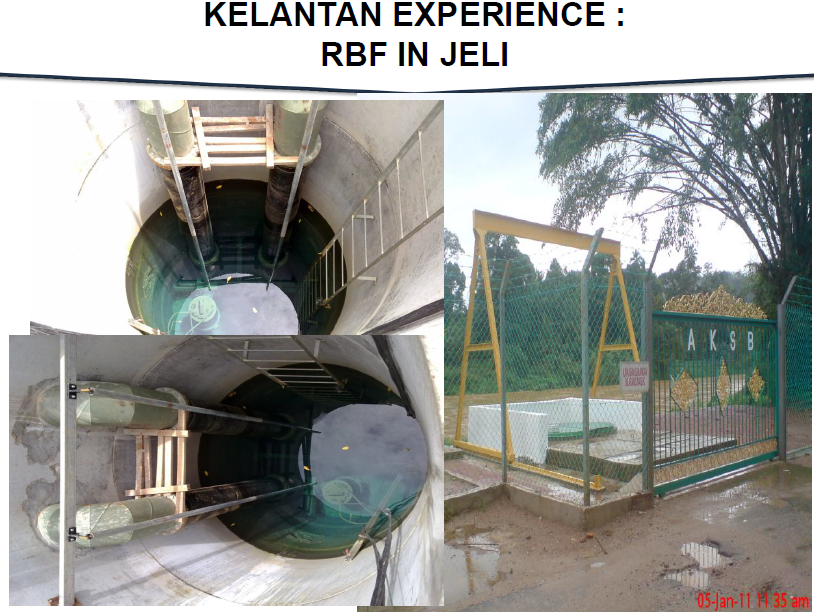 KELANTAN EXPERIENCE :
RBF IN JELI
A K S B
05-Jan-11 11.35 am